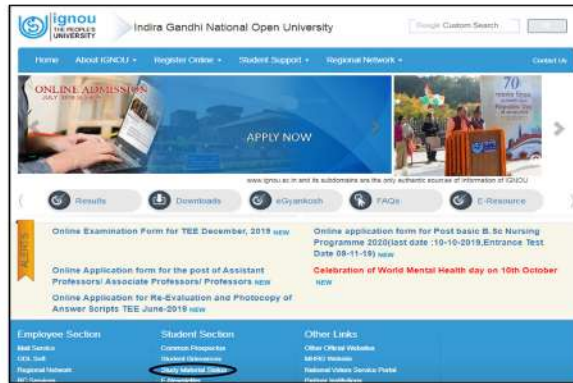 ignou
THE PEOPLE'S
UNIVERSITY
Indira Gandhi National Open University
Google Custom Search
Home About IGNOU Register Online Student Support Regional Network Contact Us
ONLINE ADMISSION
APPLY NOW
70
www.ignou.ac.in and its subdomains are the only authentic sources of information of IGNOU
Results Downloads eGyankosh FAQs E-Resource
ALERTS
Online Examination Form for TEE December, 2019 NEW
Online application form for Post basic B.Sc Nursing
Programme 2020(last date :10-10-2019,Entrance Test
Date 08-11-19) NEW
Online Application form for the post of Assistant
Professors/ Associate Professors/ Professors NEW
Celebration of World Mental Health day on 10th October
NEW
Online Application for Re-Evaluation and Photocopy of
Answer Scripts TEE June-2019 NEW
Employee Section Student Section Other Links
Mail Service Common Prospectus Other Official Websites
Student Grievances MHRD Website
Regional Network Study Material Status National Voters Service Portal
RC Services E-Newsletter Partner Institutions